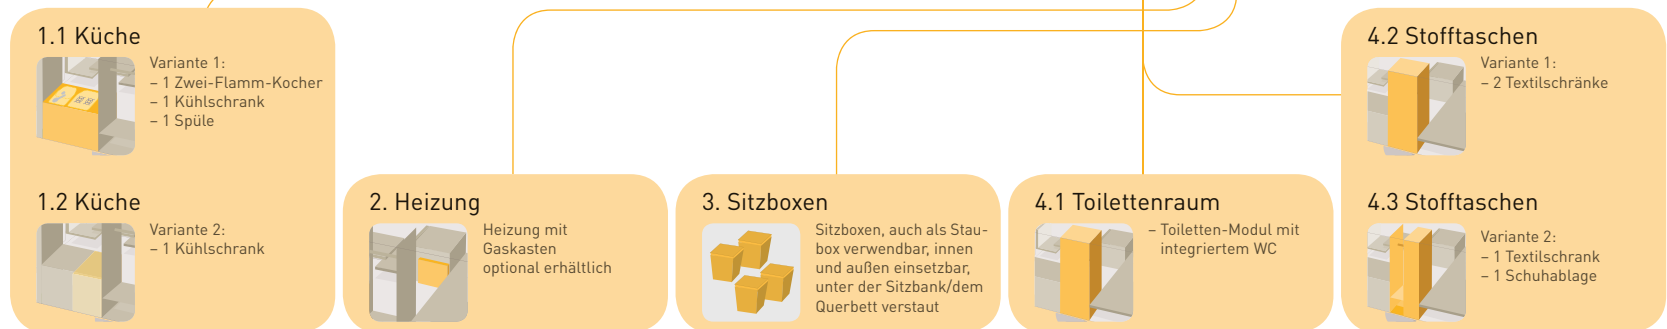 1.1 Küche
Variante 1:
– 1 Zwei-Flamm-Kocher
– 1 Kühlschrank
– 1 Spüle
1.2 Küche
Variante 2:
– 1 Kühlschrank
2. Heizung
Heizung mit
Gaskasten
optional erhältlich
3. Sitzboxen
Sitzboxen, auch als Stau-
box verwendbar, innen
und außen einsetzbar,
unter der Sitzbank/dem
Querbett verstaut
4.1 Toilettenraum
– Toiletten-Modul mit
integriertem WC
4.2 Stofftaschen
Variante 1:
– 2 Textilschränke
4.3 Stofftaschen
Variante 2:
– 1 Textilschrank
– 1 Schuhablage